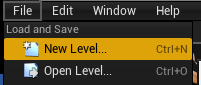 File Edit Window Help
Load and Save
New Level... Ctrl+N
Open Level... Ctrl+O